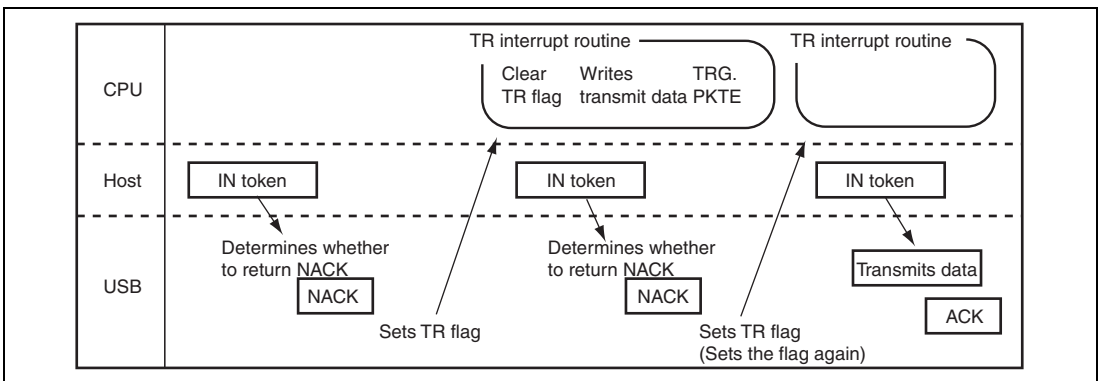 TR interrupt routine
TR interrupt routine
CPU
Clear Writes TRG.
TR flag transmit data PKTE
Host
IN token
IN token
IN token
USB
Determines whether
to return NACK
NACK
Sets TR flag
Determines whether
to return NACK
NACK
Sets TR flag
(Sets the flag again)
Transmits data
ACK